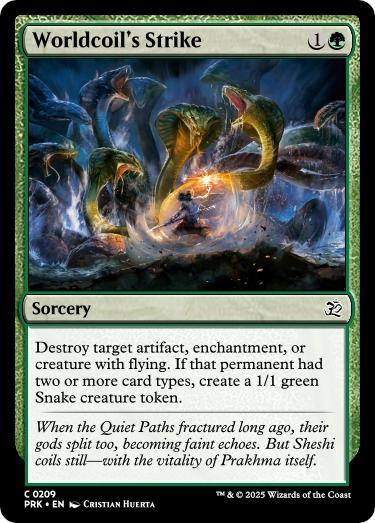 Worldcoil's Strike 1
Sorcery
Destroy target artifact, enchantment, or
creature with flying. If that permanent had
two or more card types, create a 1/1 green
Snake creature token.
When the Quiet Paths fractured long ago, their
gods split too, becoming faint echoes. But Sheshi
coils still—with the vitality of Prakhma itself.
C 0209
PRK • EN Cristian Huerta
™ & © 2025 Wizards of the Coast